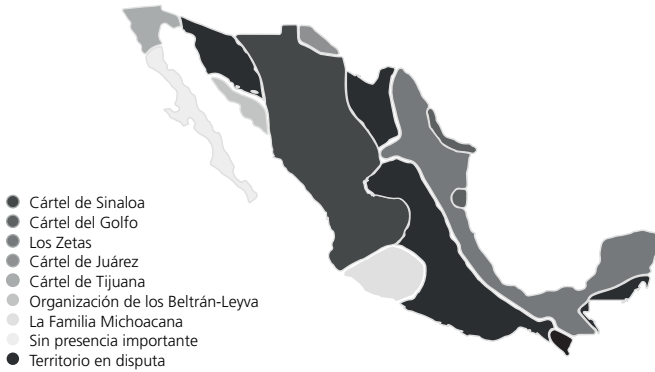 Cártel de Sinaloa
Cártel del Golfo
Los Zetas
Cártel de Juárez
Cártel de Tijuana
Organización de los Beltrán-Leyva
La Familia Michoacana
Sin presencia importante
Territorio en disputa